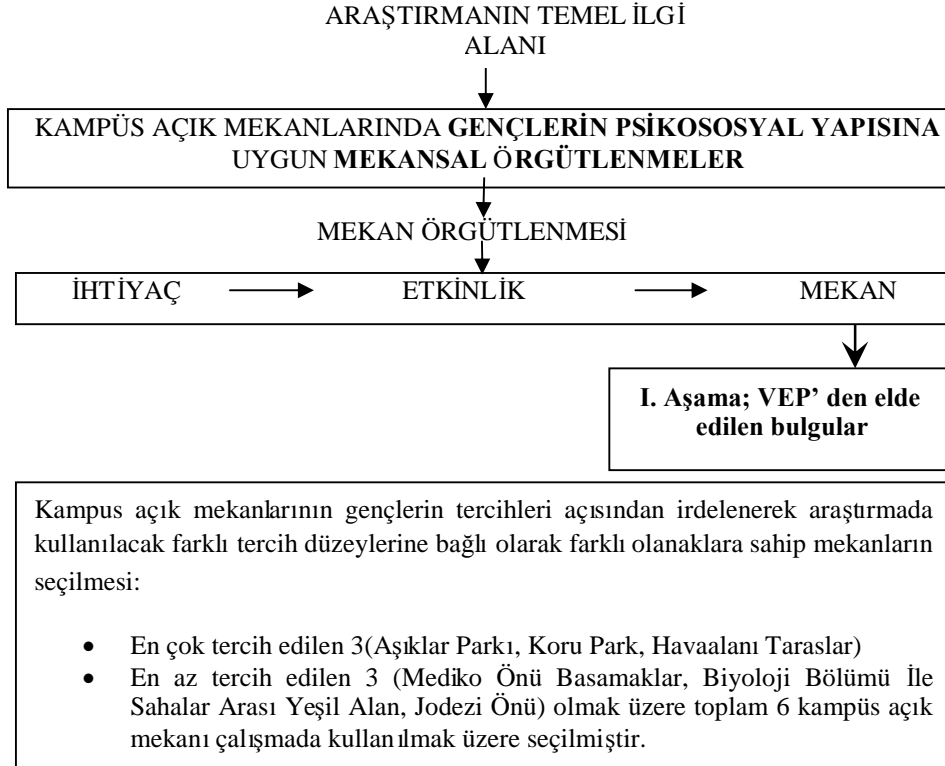 ARAŞTIRMANIN TEMEL İLGİ
ALANI
KAMPÜS AÇIK MEKANLARINDA GENÇLERİN PSİKOSOSYAL YAPISINA
UYGUN MEKANSAL ÖRGÜTLENMELER
MEKAN ÖRGÜTLENMESİ
İHTİYAÇ ETKİNLİK MEKAN
I. Aşama; VEP’ den elde
edilen bulgular
Kampus açık mekanlarının gençlerin tercihleri açısından irdelenerek araştırmada
kullanılacak farklı tercih düzeylerine bağlı olarak farklı olanaklara sahip mekanların
seçilmesi:
• En çok tercih edilen 3(Aşıklar Parkı, Koru Park, Havaalanı Taraslar)
• En az tercih edilen 3 (Mediko Önü Basamaklar, Biyoloji Bölümü İle
Sahalar Arası Yeşil Alan, Jodezi Önü) olmak üzere toplam 6 kampüs açık
mekanı çalışmada kullanılmak üzere seçilmiştir.